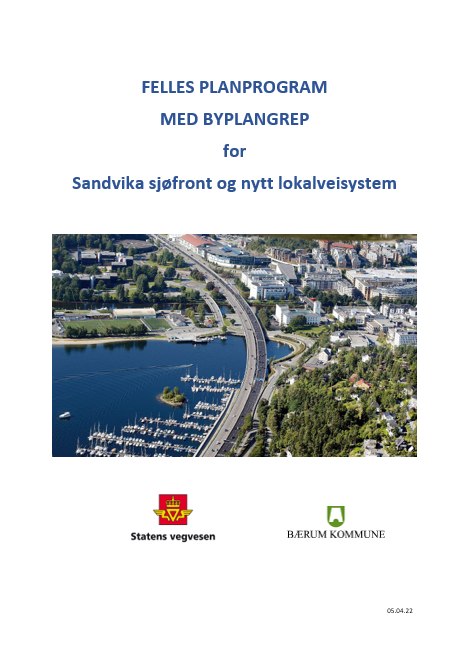 FELLES PLANPROGRAM
MED BYPLANGREP
for
Sandvika sjøfront og nytt lokalveisystem
Statens vegvesen
BÆRUM KOMMUNE
05.04.22